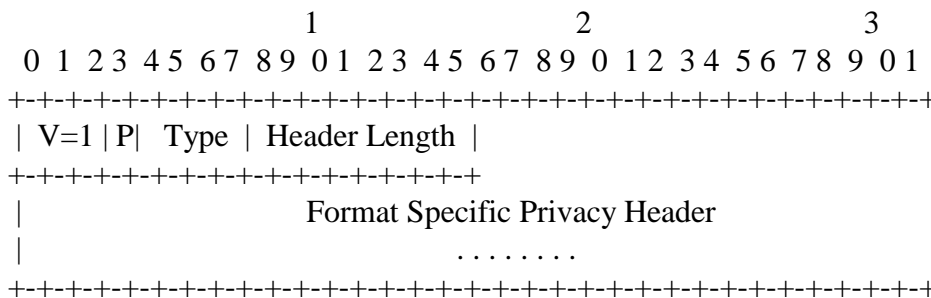 1 2 3
0 1 2 3 4 5 6 7 8 9 0 1 2 3 4 5 6 7 8 9 0 1 2 3 4 5 6 7 8 9 0 1
+-+-+-+-+-+-+-+-+-+-+-+-+-+-+-+-+-+-+-+-+-+-+-+-+-+-+-+-+-+-+-+-+
| V=1 | P| Type | Header Length |
+-+-+-+-+-+-+-+-+-+-+-+-+-+-+-+-+
| Format Specific Privacy Header
| . . . . . . . .
+-+-+-+-+-+-+-+-+-+-+-+-+-+-+-+-+-+-+-+-+-+-+-+-+-+-+-+-+-+-+-+-+